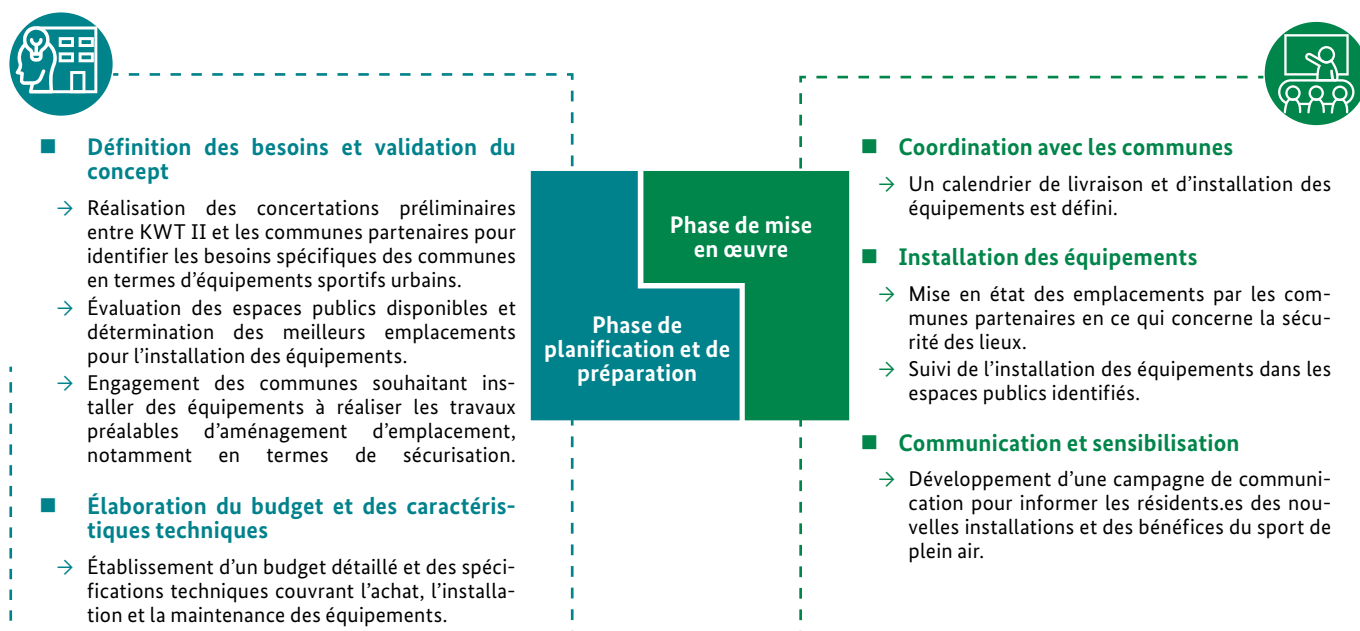 Définition des besoins et validation du
concept
→ Réalisation des concertations préliminaires
entre KWT II et les communes partenaires pour
identifier les besoins spécifiques des communes
en termes d'équipements sportifs urbains.
→ Évaluation des espaces publics disponibles et
détermination des meilleurs emplacements
pour l'installation des équipements.
→ Engagement des communes souhaitant ins-
taller des équipements à réaliser les travaux
préalables d'aménagement d'emplacement,
notamment en termes de sécurisation.
Élaboration du budget et des caractéris-
tiques techniques
→ Établissement d'un budget détaillé et des spéci-
fications techniques couvrant l'achat, l'installa-
tion et la maintenance des équipements.
Phase de
planification et de
préparation
Phase de mise
en œuvre
Coordination avec les communes
→ Un calendrier de livraison et d'installation des
équipements est défini.
Installation des équipements
→ Mise en état des emplacements par les com-
munes partenaires en ce qui concerne la sécu-
rité des lieux.
→ Suivi de l'installation des équipements dans les
espaces publics identifiés.
Communication et sensibilisation
→ Développement d'une campagne de communi-
cation pour informer les résidents.es des nou-
velles installations et des bénéfices du sport de
plein air.